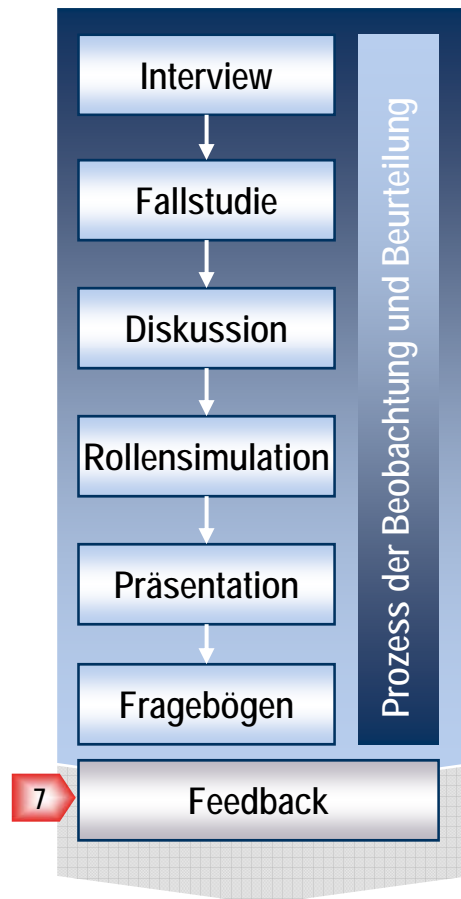 Interview
Fallstudie
Diskussion
Rollensimulation
Präsentation
Fragebögen
Prozess der Beobachtung und Beurteilung
7
Feedback